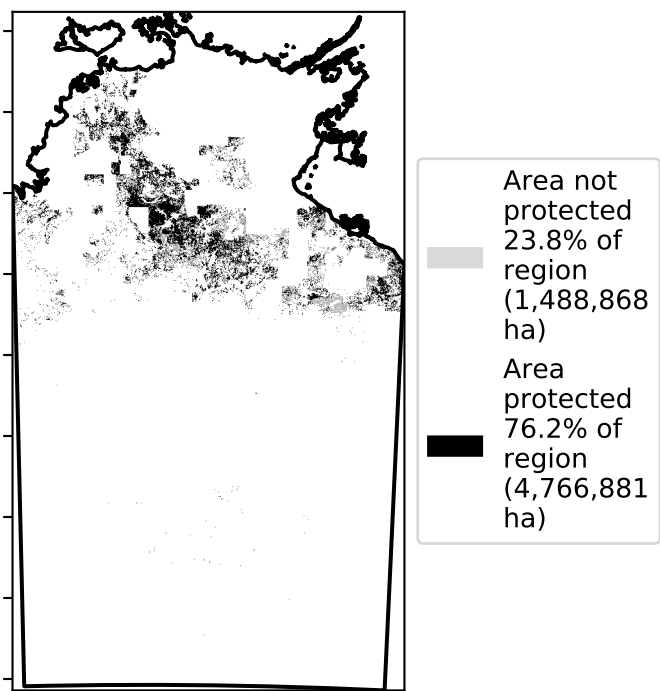 Area not
protected
23.8% of
region
(1,488,868
ha)
Area
protected
76.2% of
region
(4,766,881
ha)